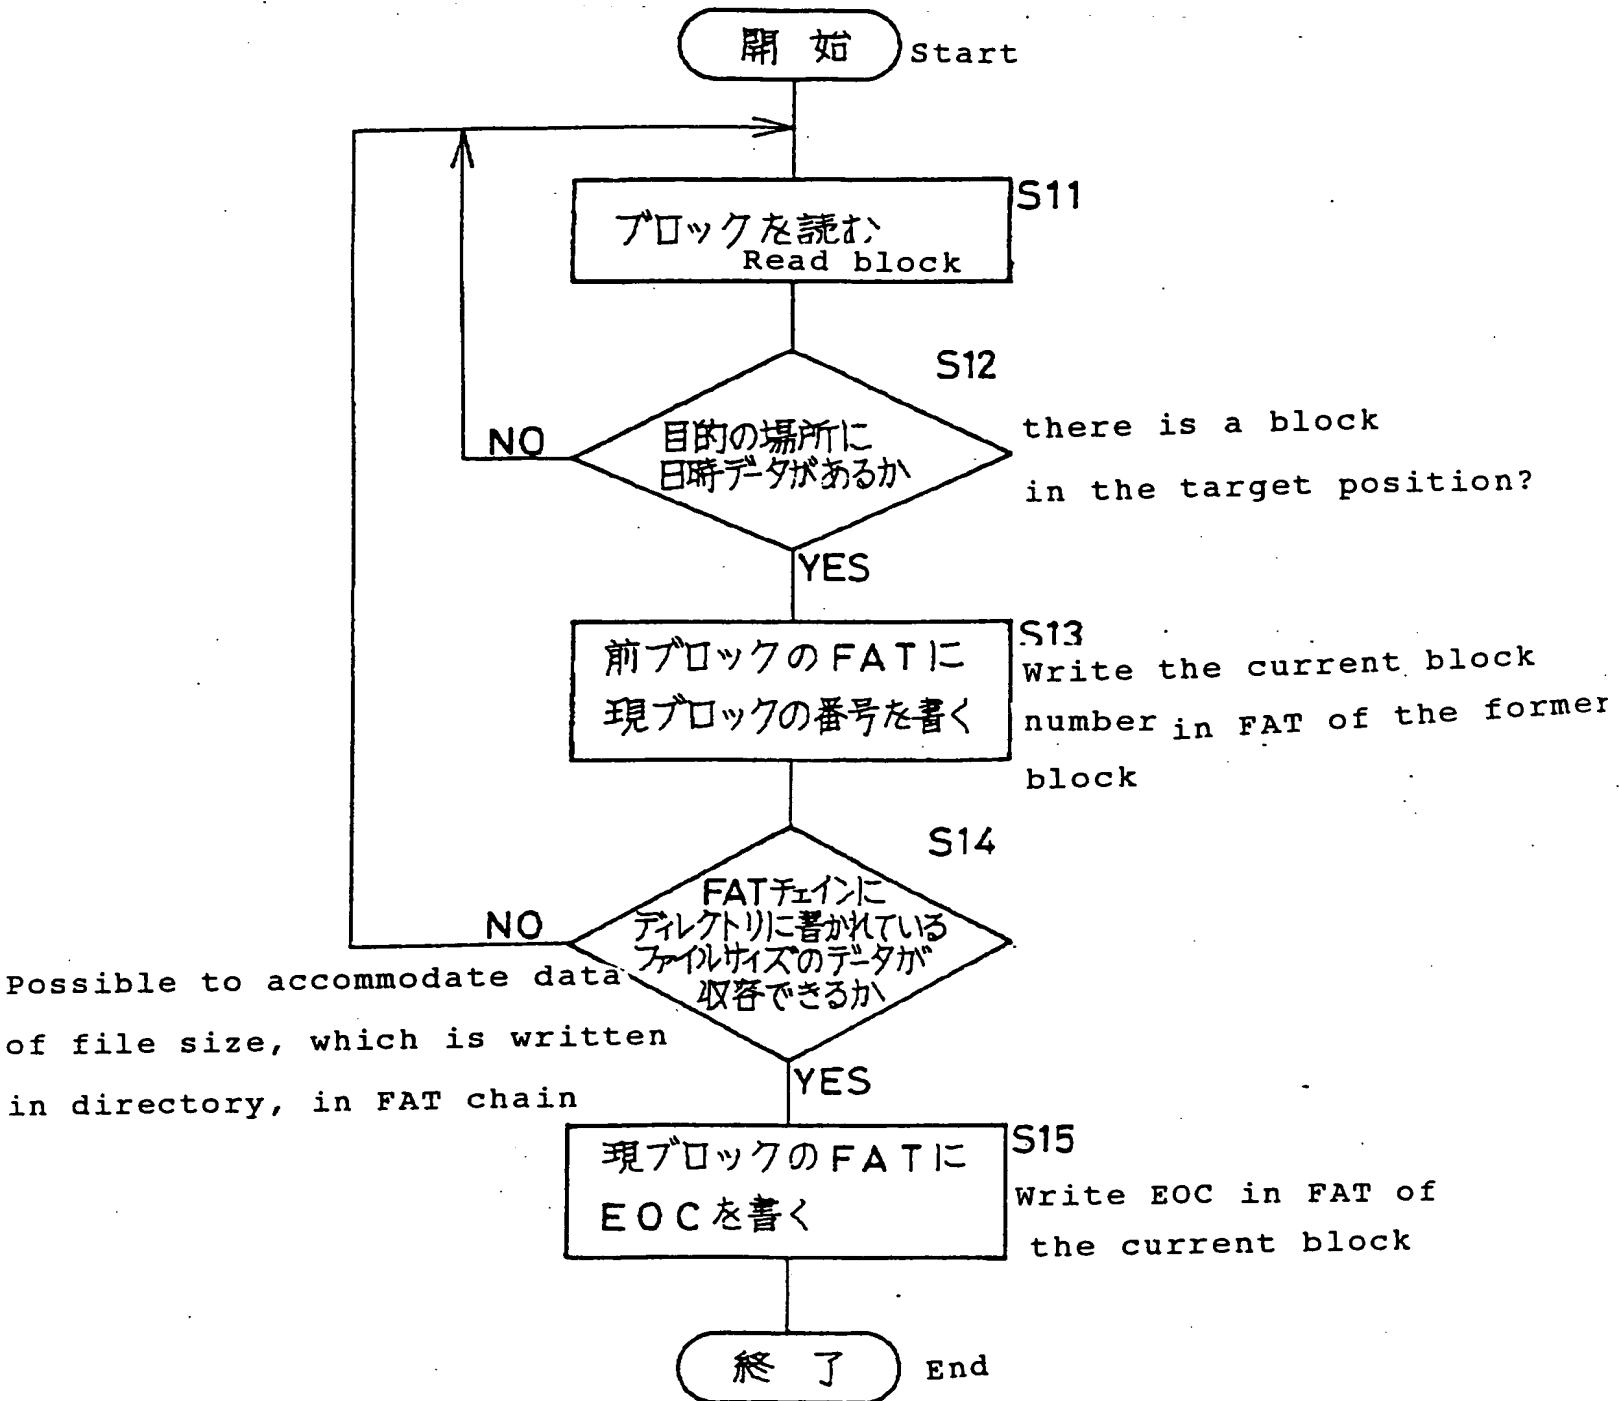 開始
Start
S11
ブロックを読む
Read block
S12
目的の場所に
日時データがあるか
there is a block
in the target position?
NO
YES
S13
前ブロックのFATに
現ブロックの番号を書く
Write the current block
number in FAT of the former
block
S14
FATチェインに
ディレクトリに書かれている
ファイルサイズのデータが
収容できるか
NO
Possible to accommodate data
of file size, which is written
in directory, in FAT chain
YES
S15
現ブロックのFATに
EOCを書く
Write EOC in FAT of
the current block
終了
End